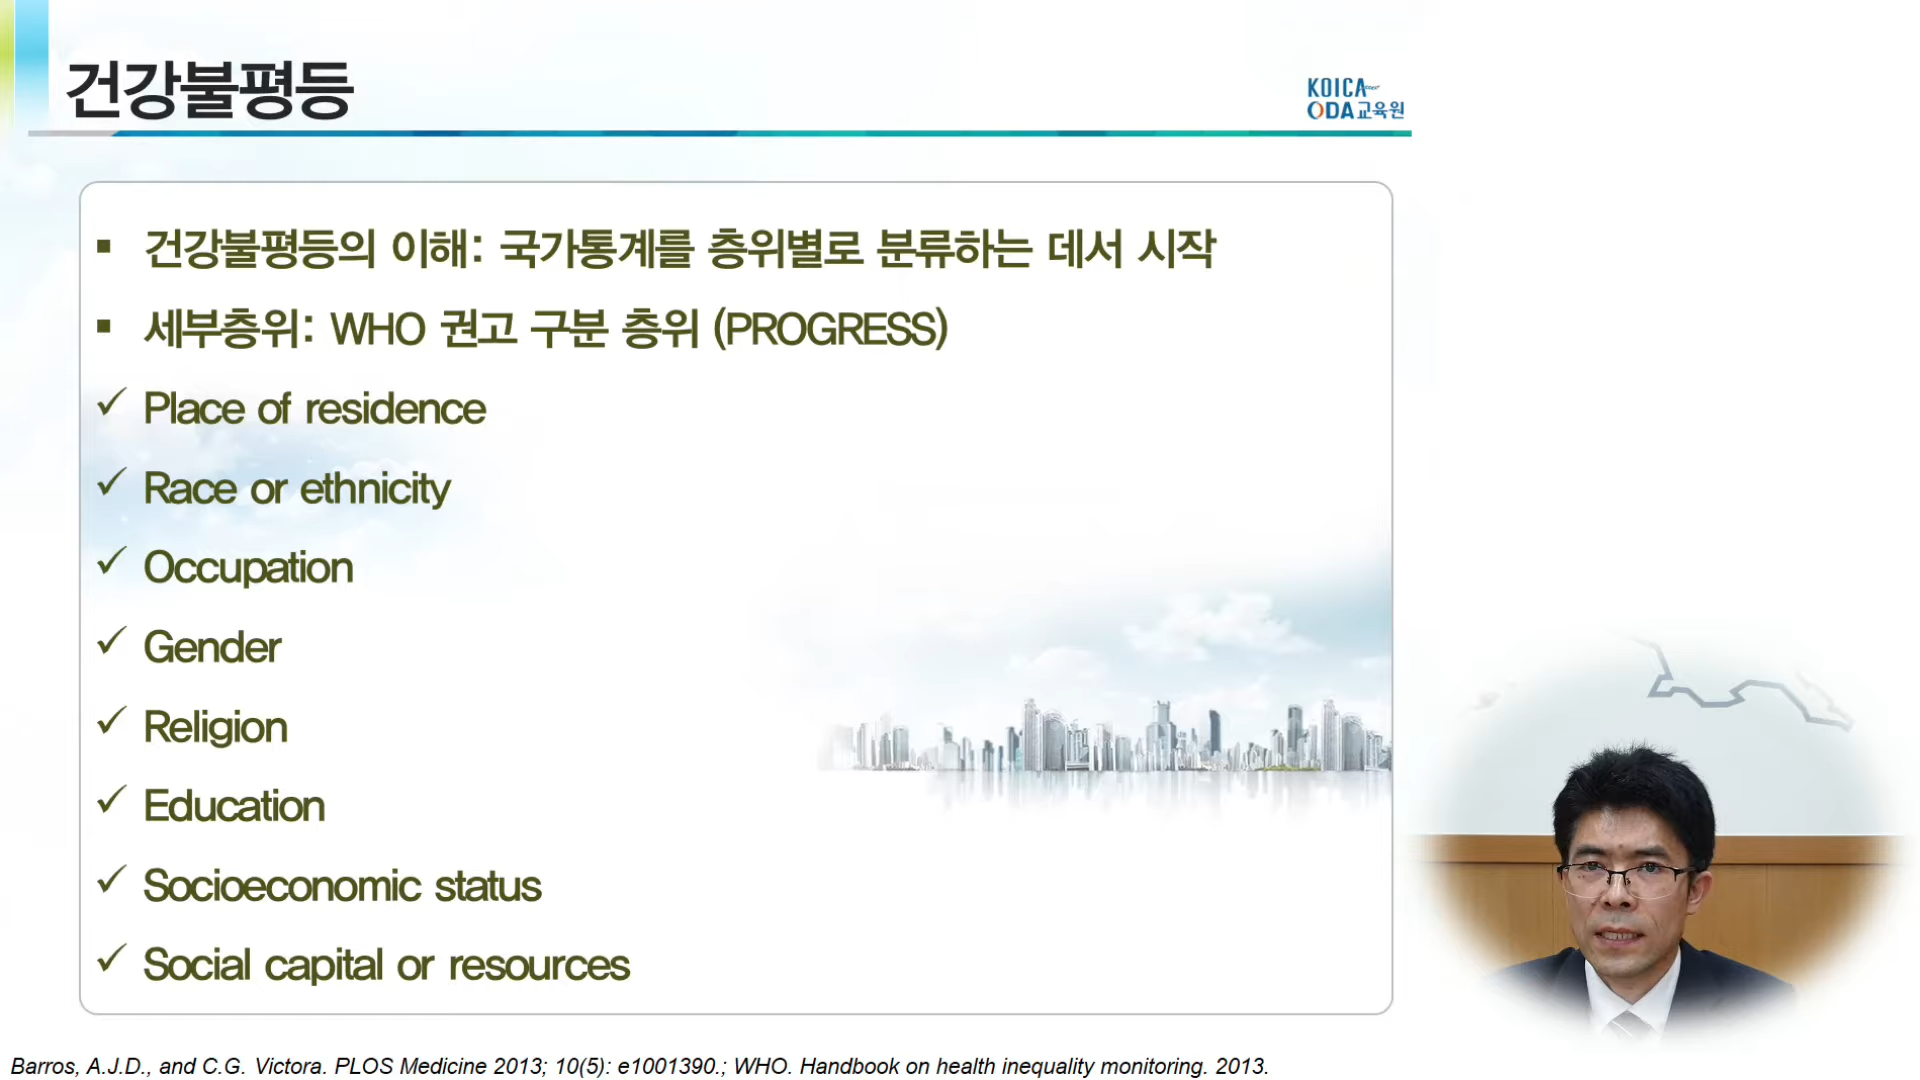 건강불평등
KOICA
ODA교육원
▪ 건강불평등의 이해: 국가통계를 층위별로 분류하는 데서 시작
▪ 세부층위: WHO 권고 구분 층위 (PROGRESS)
✓ Place of residence
✓ Race or ethnicity
✓ Occupation
✓ Gender
✓ Religion
✓ Education
✓ Socioeconomic status
✓ Social capital or resources
Barros, A.J.D., and C.G. Victora. PLOS Medicine 2013; 10(5): e1001390.; WHO. Handbook on health inequality monitoring. 2013.